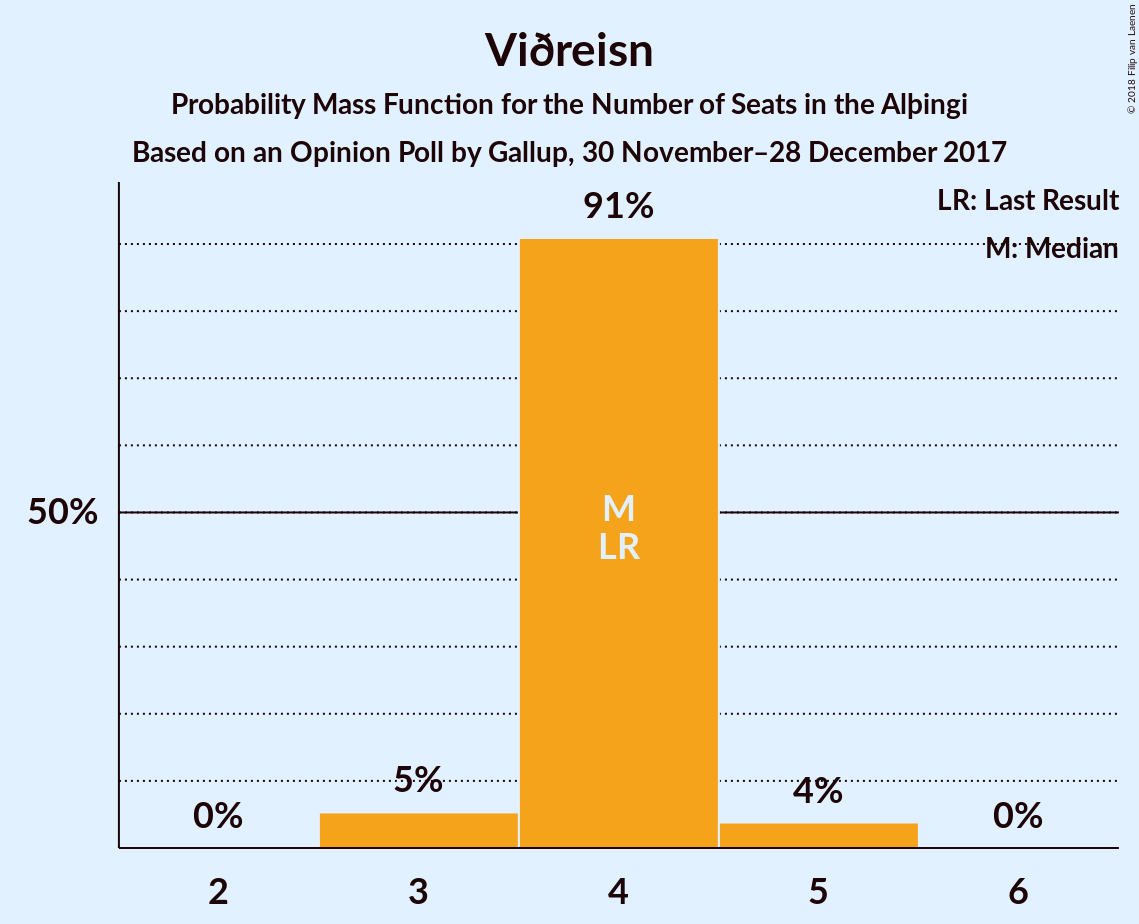 Viðreisn
Probability Mass Function for the Number of Seats in the Alþingi
Based on an Opinion Poll by Gallup, 30 November–28 December 2017
© 2018 Filip van Laenen
LR: Last Result
M: Median
91%
50%
M
LR
0%
5%
4%
0%
2
3
4
5
6